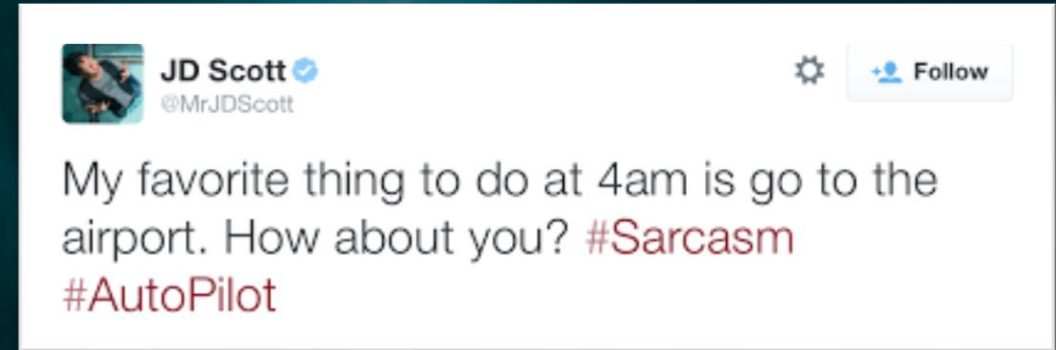 JD Scott
@MrJDScott
Follow
My favorite thing to do at 4am is go to the
airport. How about you? #Sarcasm
#AutoPilot